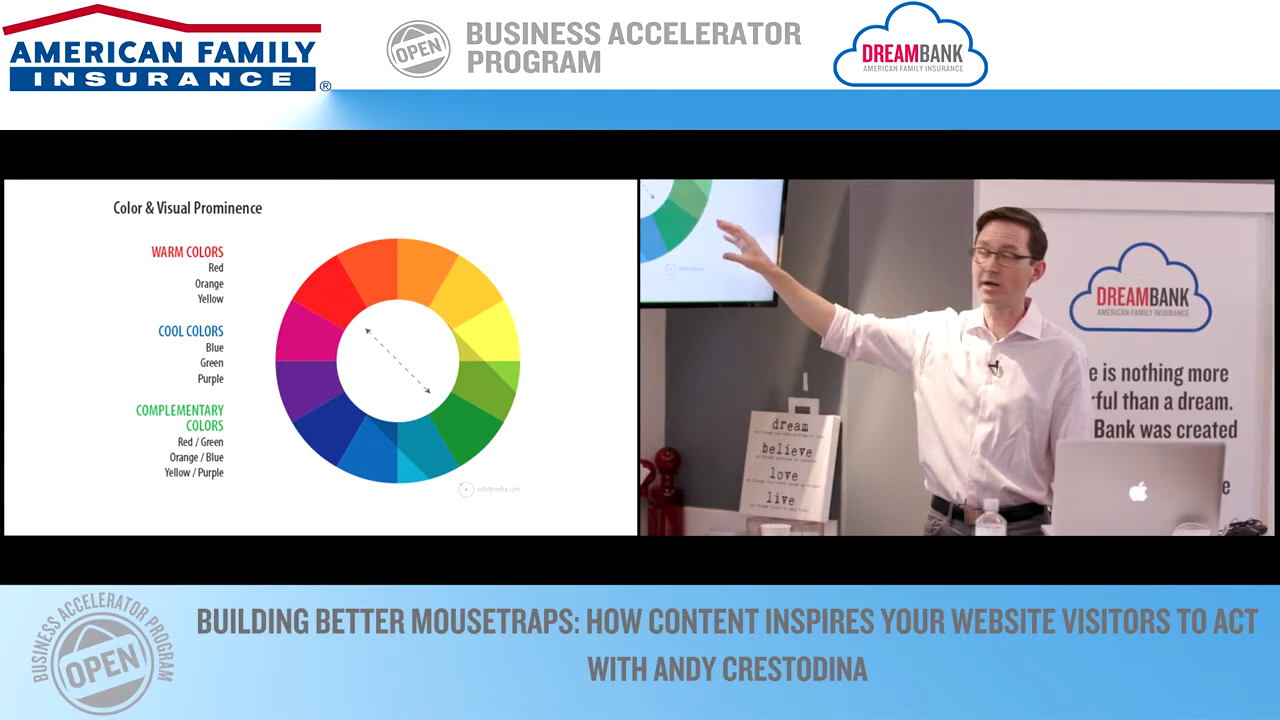 AMERICAN FAMILY
INSURANCE ®
OPEN
BUSINESS ACCELERATOR
PROGRAM
DREAMBANK
AMERICAN FAMILY INSURANCE
Color & Visual Prominence
WARM COLORS
Red
Orange
Yellow
COOL COLORS
Blue
Green
Purple
COMPLEMENTARY
COLORS
Red / Green
Orange / Blue
Yellow / Purple
orbitmedia.com
DREAMBANK
AMERICAN FAMILY INSURANCE
e is nothing more
rful than a dream.
Bank was created
e
dream
believe
love
live
BUSINESS ACCELERATOR PROGRAM
OPEN
BUILDING BETTER MOUSETRAPS: HOW CONTENT INSPIRES YOUR WEBSITE VISITORS TO ACT
WITH ANDY CRESTODINA